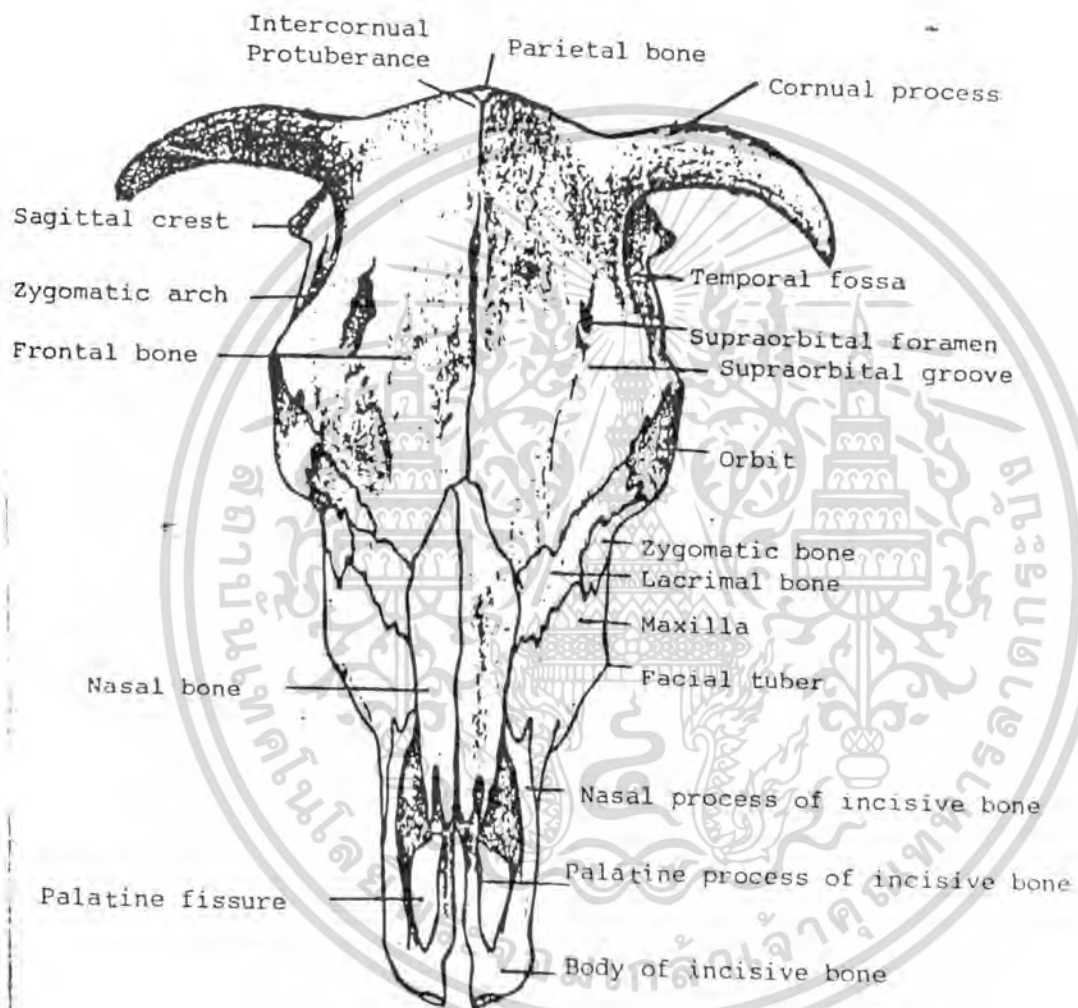 Intercornual
Protuberance
Parietal bone
Cornual process
Sagittal crest
Zygomatic arch
Frontal bone
Temporal fossa
Supraorbital foramen
Supraorbital groove
Orbit
Zygomatic bone
Lacrimal bone
Maxilla
Facial tuber
Nasal bone
Nasal process of incisive bone
Palatine process of incisive bone
Palatine fissure
Body of incisive bone